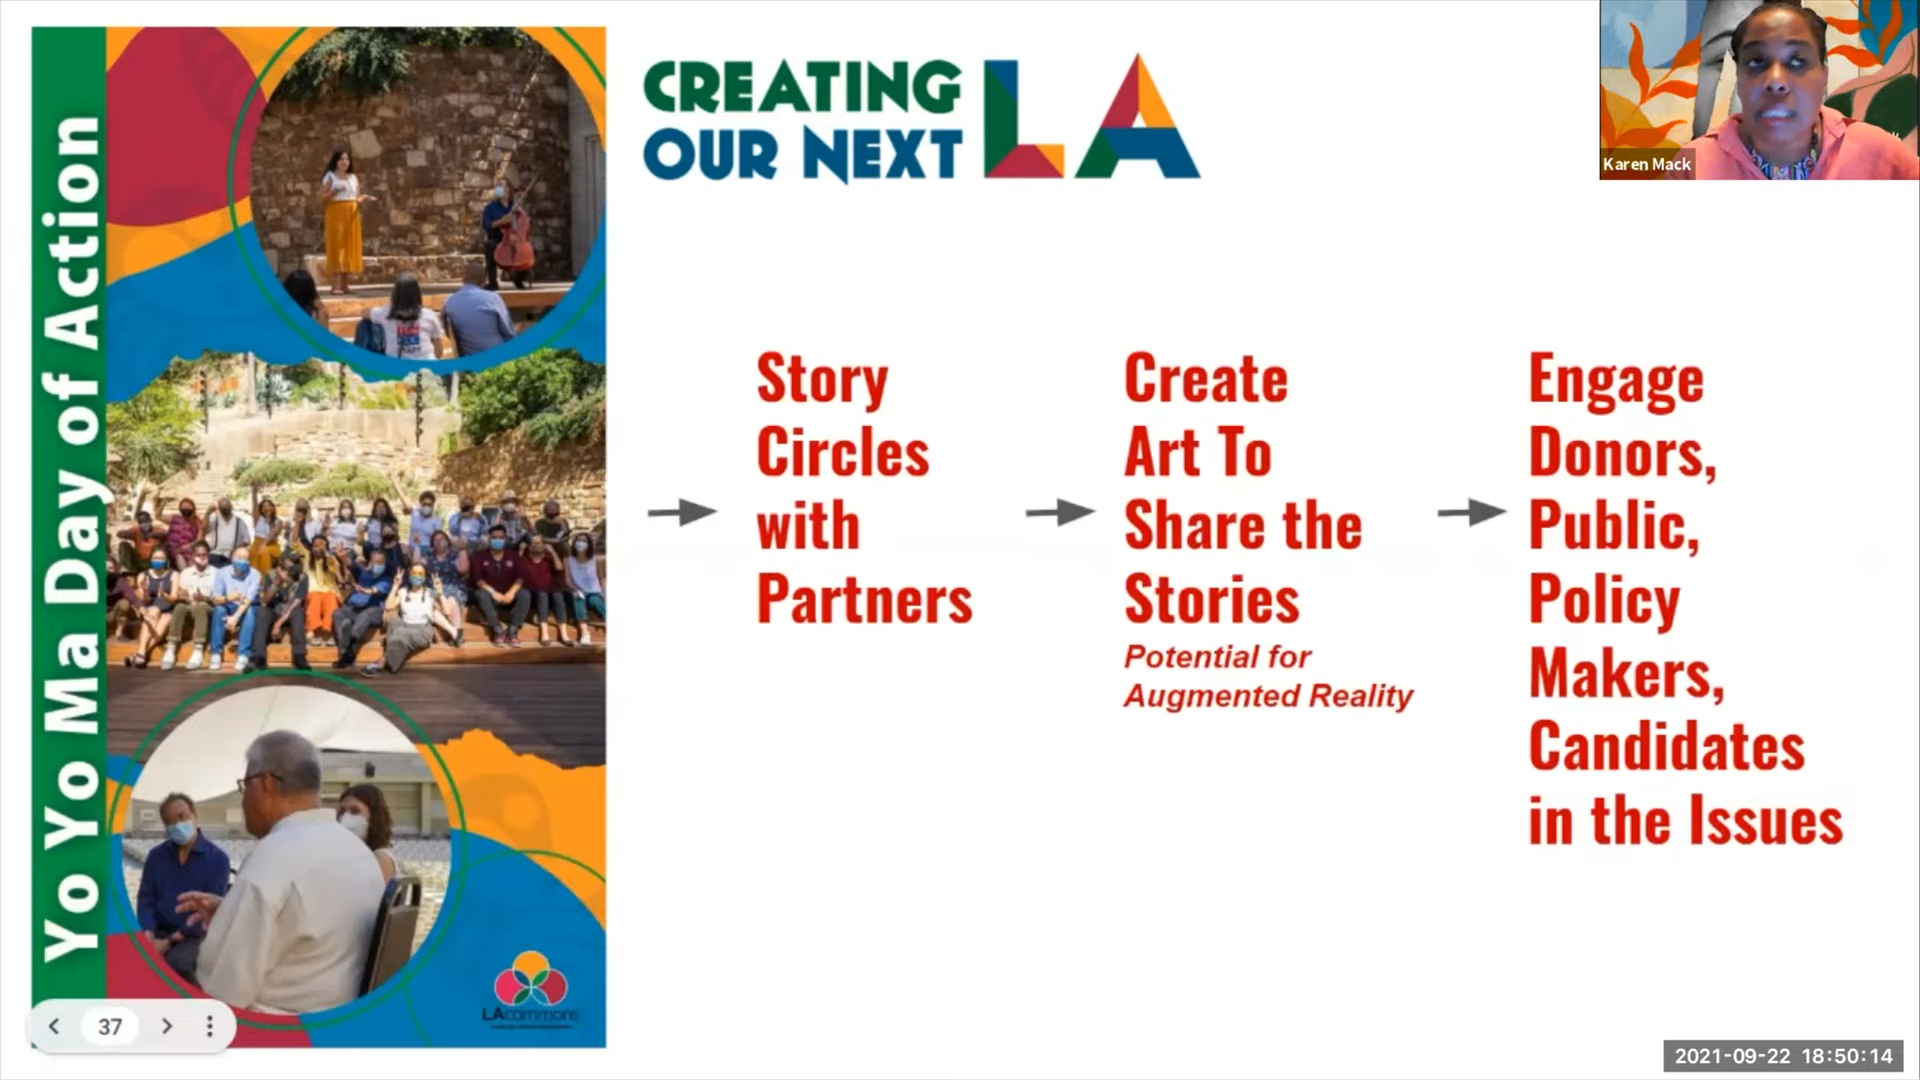 Yo Yo Ma Day of Action
CREATING
OUR NEXT
LA
Karen Mack
Story
Circles
with
Partners
Create
Art To
Share the
Stories
Potential for
Augmented Reality
Engage
Donors,
Public,
Policy
Makers,
Candidates
in the Issues
LAcommons
37
2021-09-22 18:50:14